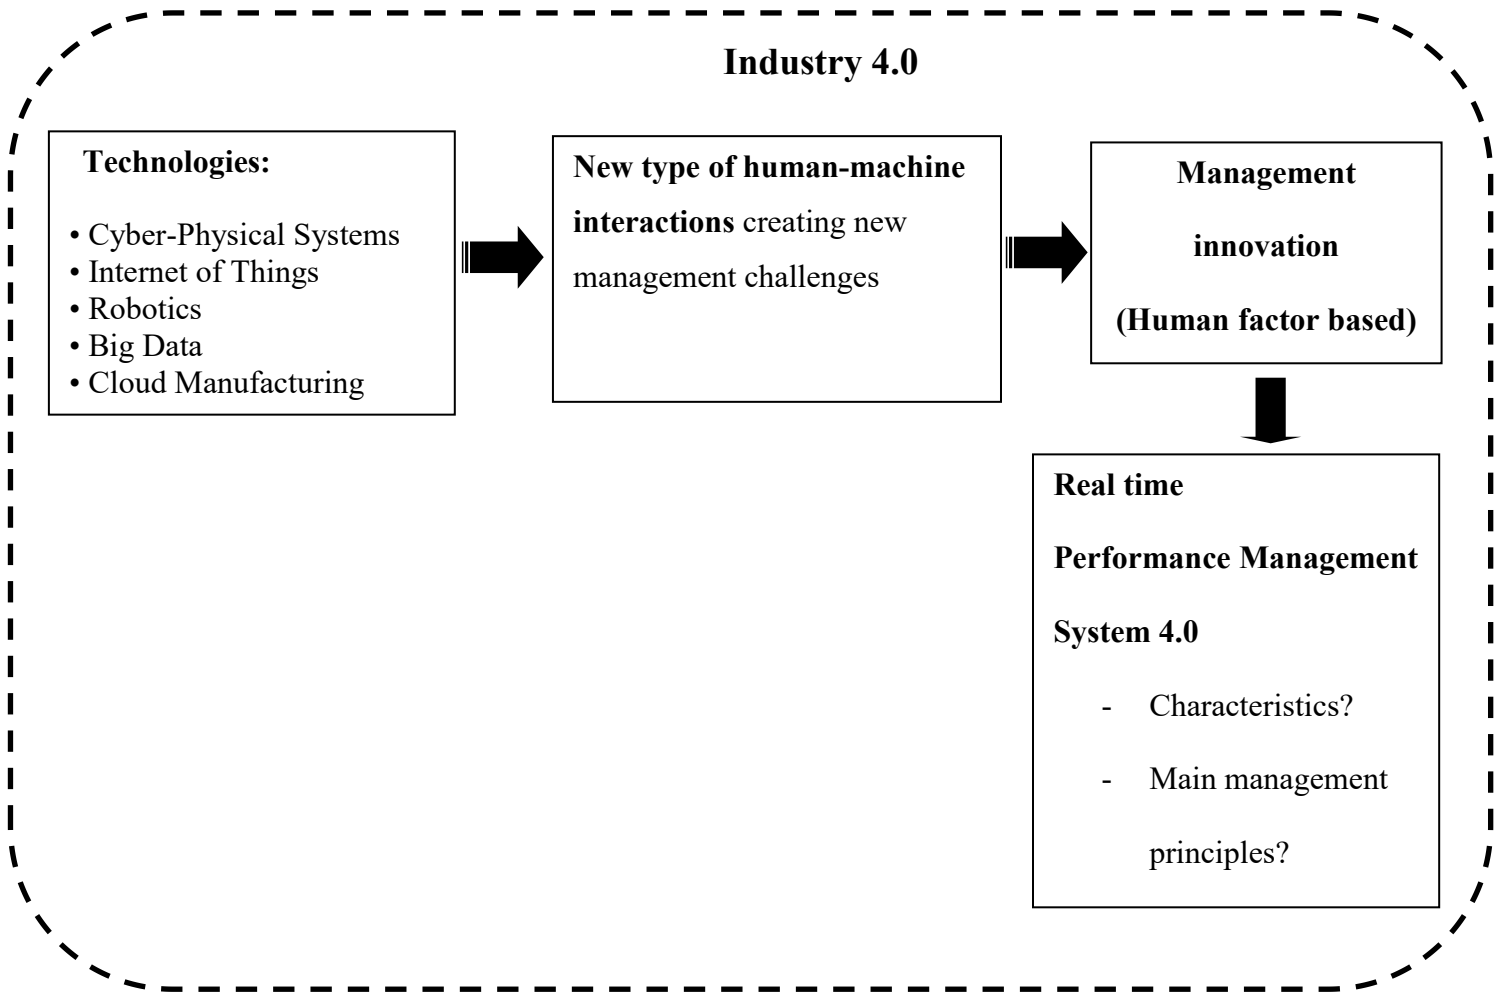 Industry 4.0
Technologies:
• Cyber-Physical Systems
• Internet of Things
• Robotics
• Big Data
• Cloud Manufacturing
New type of human-machine
interactions creating new
management challenges
Management
innovation
(Human factor based)
Real time
Performance Management
System 4.0
- Characteristics?
- Main management
principles?